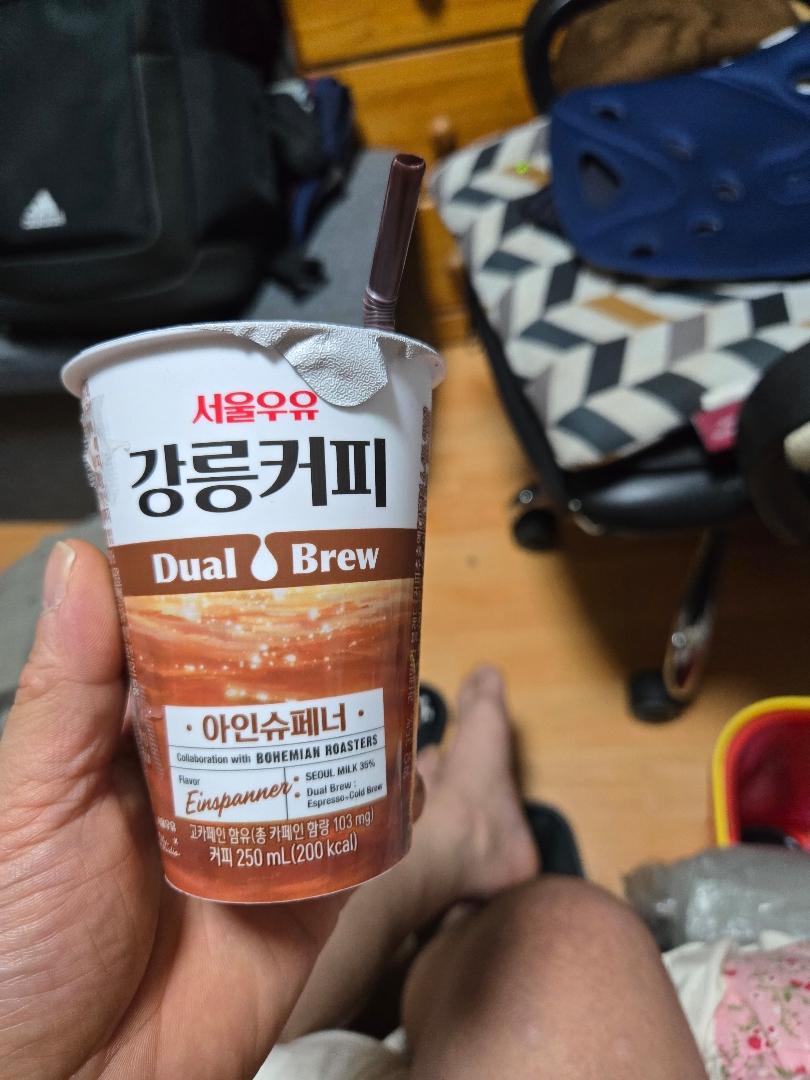 서울우유
강릉커피
Dual Brew
· 아인슈페너 ·
Collaboration with BOHEMIAN ROASTERS
Flavor
Einspanner
• SEOUL MILK 35%
• Dual Brew :
Espresso+Cold Brew
고카페인 함유(총 카페인 함량 103 mg)
커피 250 mL(200 kcal)
adidas